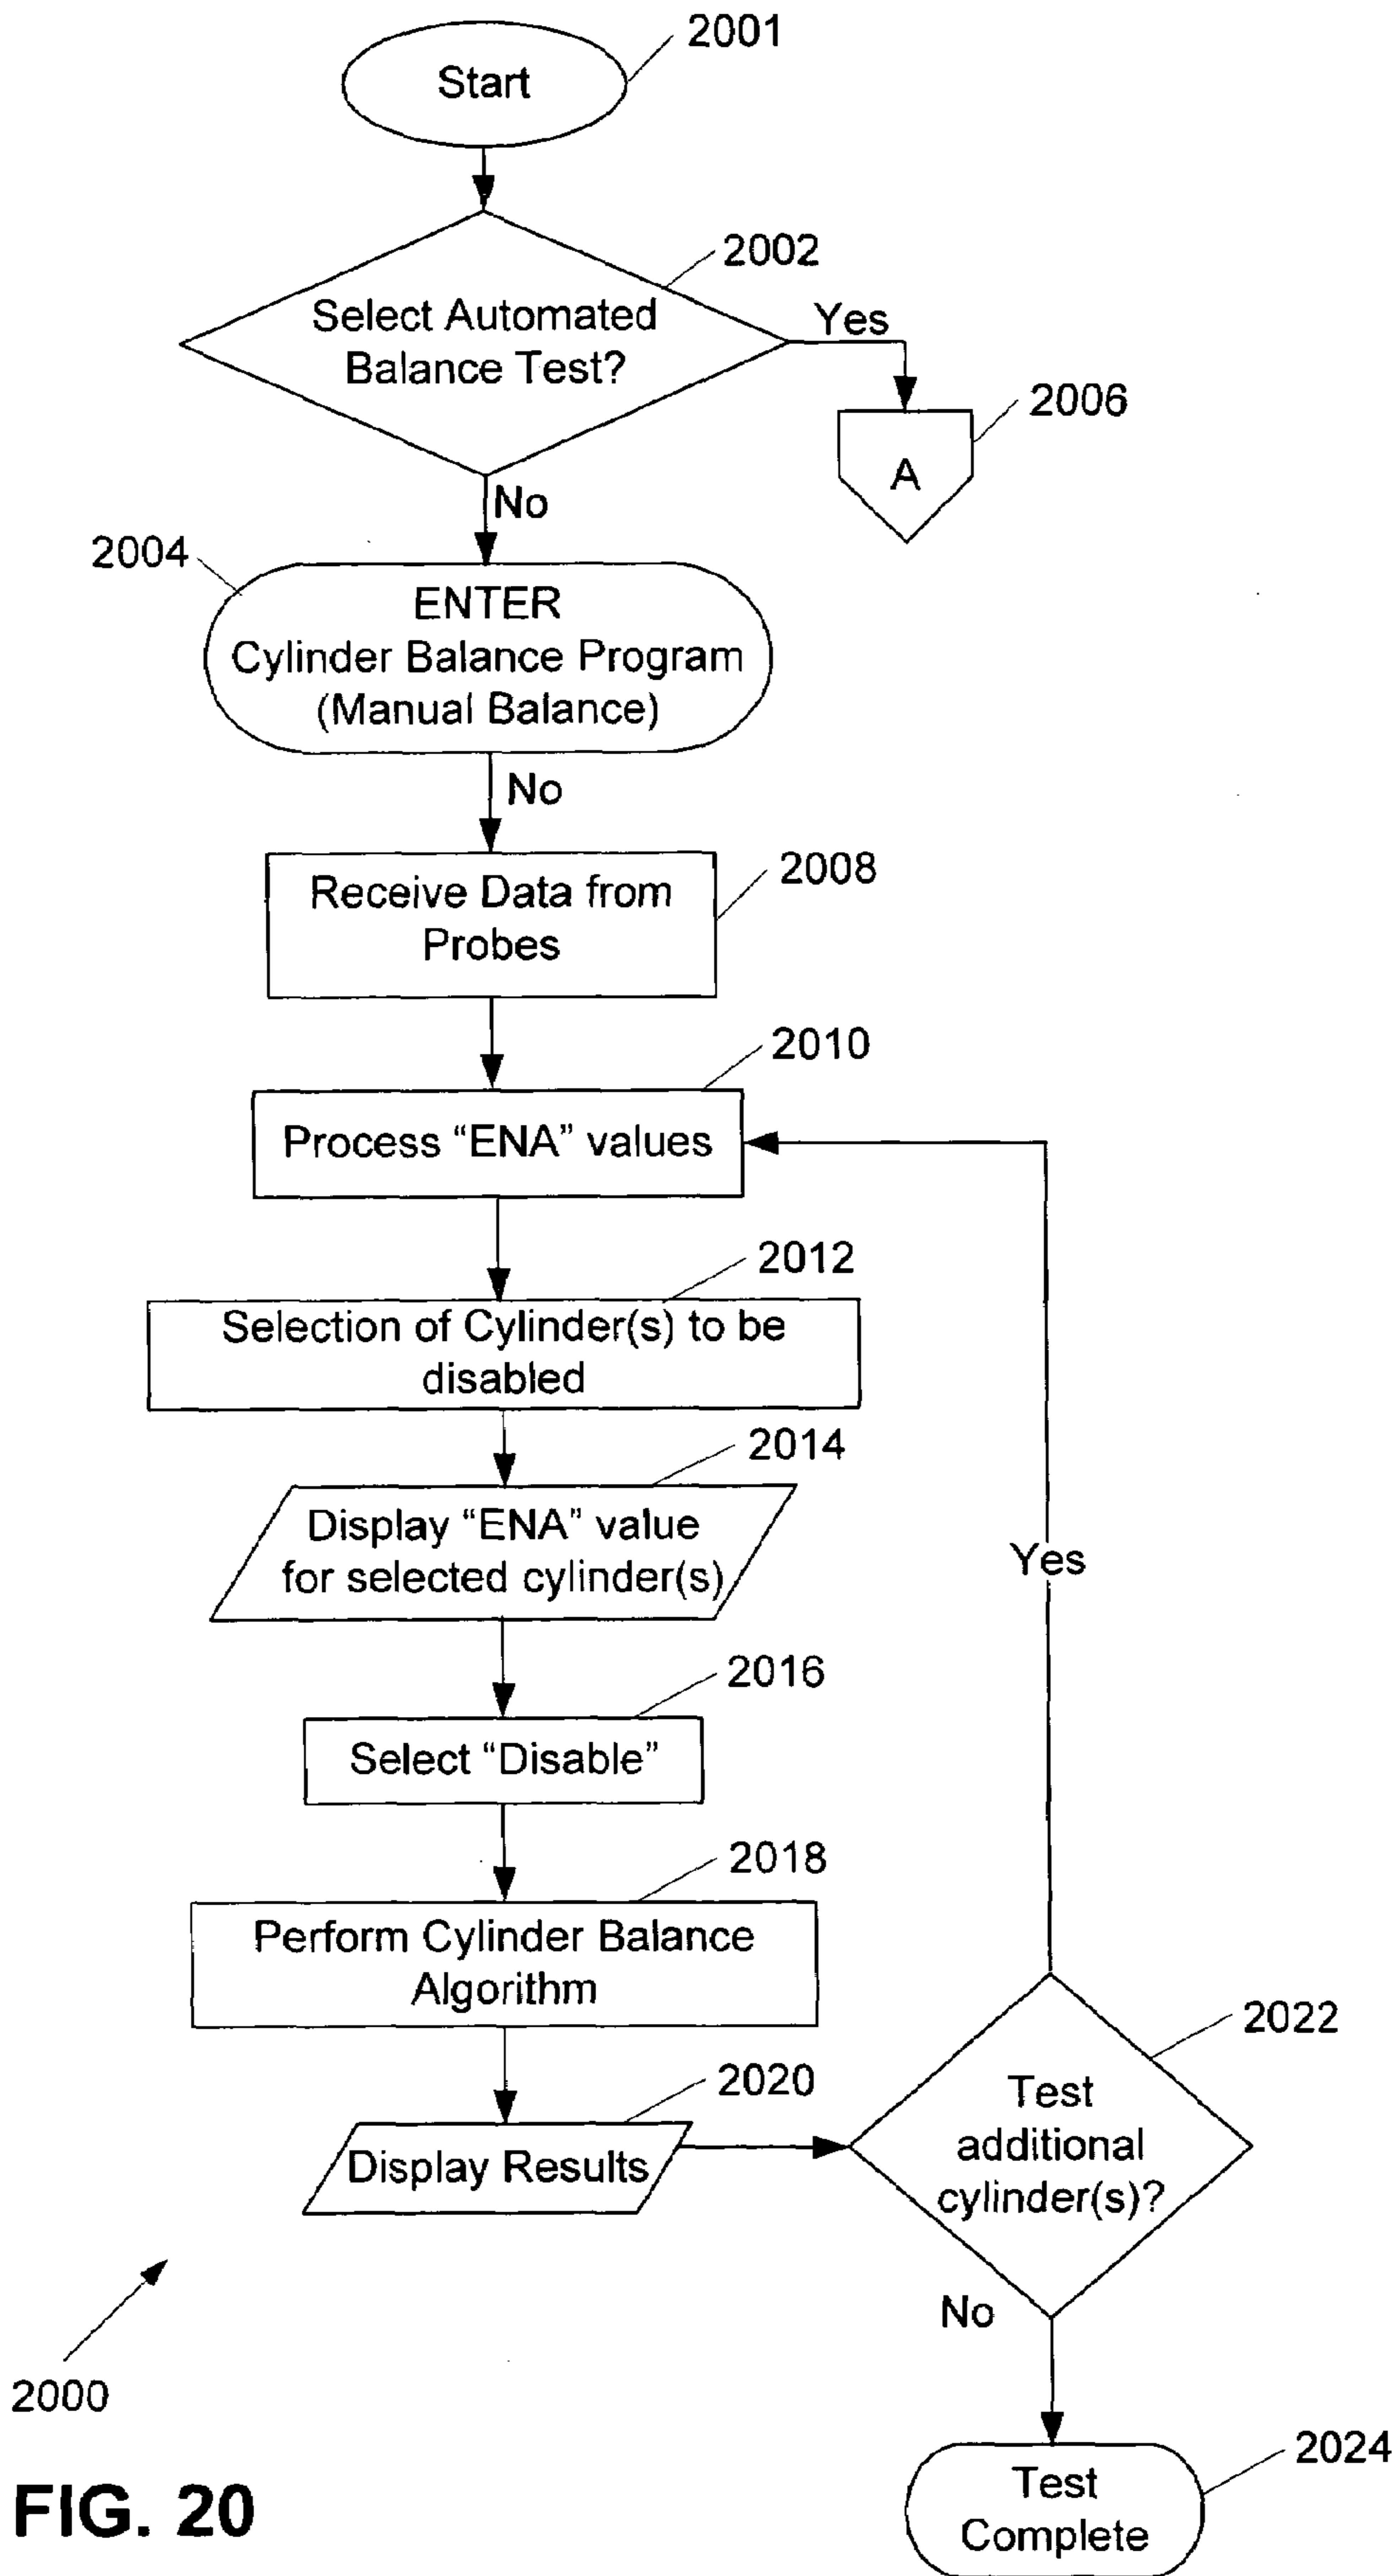 2001
Start
2002
Select Automated
Balance Test?
Yes
2006
A
No
2004
ENTER
Cylinder Balance Program
(Manual Balance)
No
2008
Receive Data from
Probes
2010
Process “ENA” values
2012
Selection of Cylinder(s) to be
disabled
2014
Display “ENA” value
for selected cylinder(s)
Yes
2016
Select “Disable”
2018
Perform Cylinder Balance
Algorithm
2020
Display Results
2022
Test
additional
cylinder(s)?
No
2000
2024
Test
Complete
FIG. 20